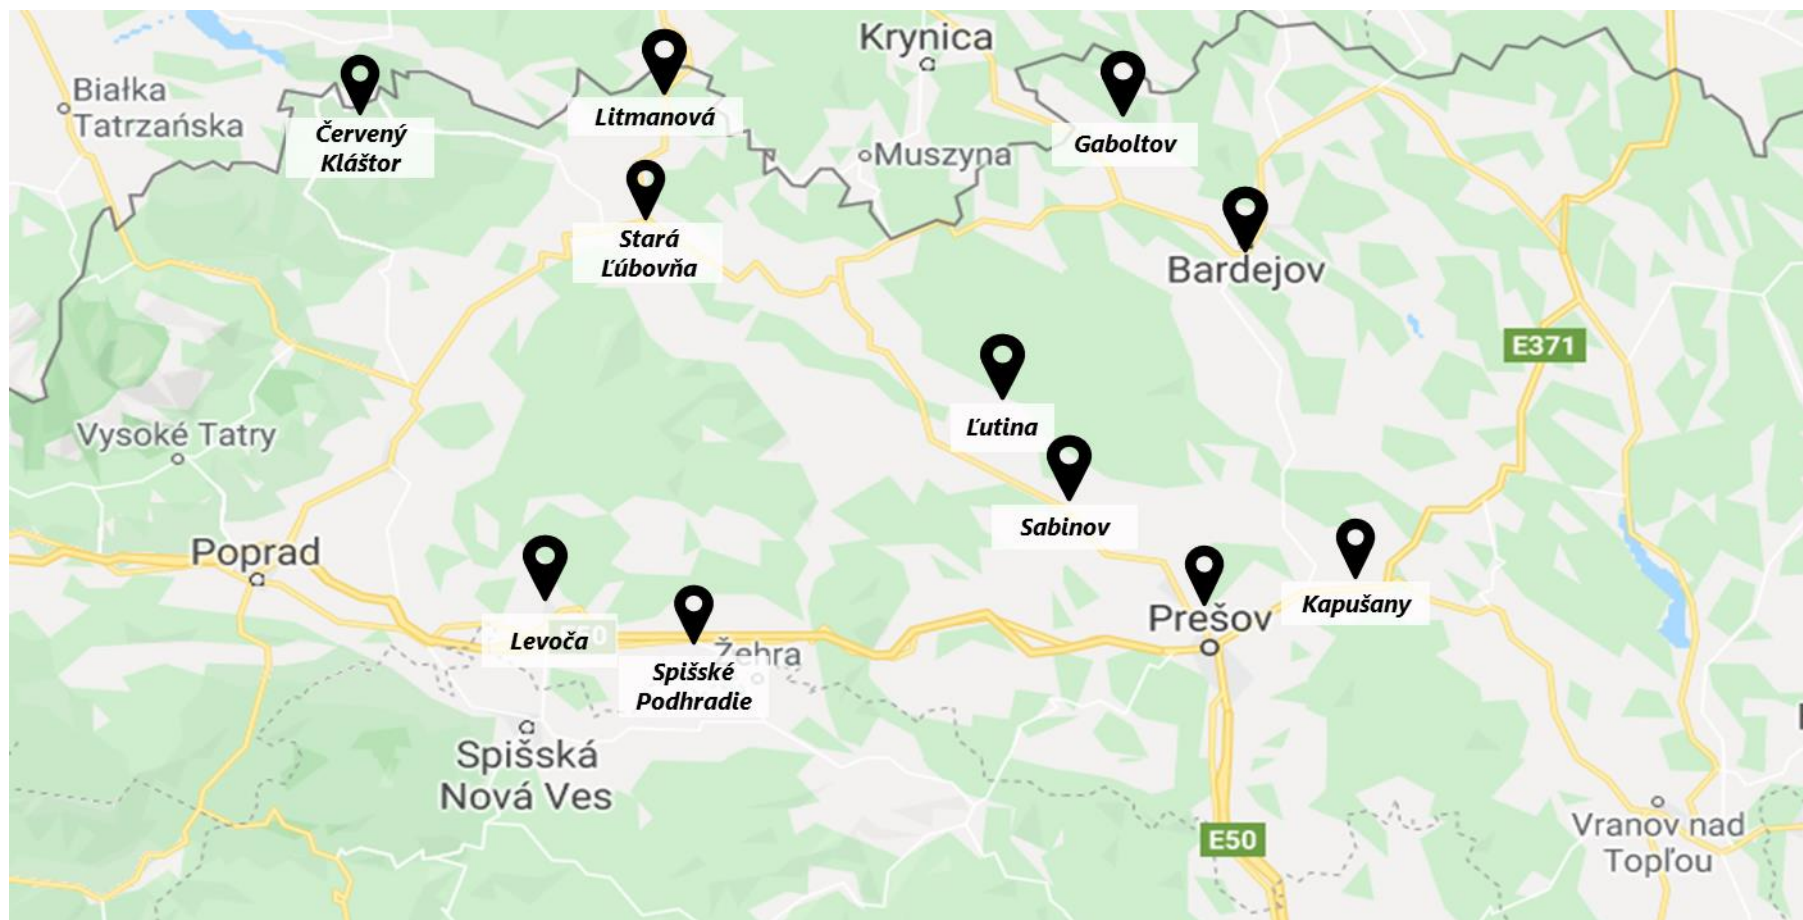 Krynica
Białka
Tatrzańska
Červený
Kláštor
Litmanová
Gaboltov
Muszyna
Stará
Ľúbovňa
Bardejov
E371
Ľutina
Vysoké Tatry
Sabinov
Poprad
Prešov
Kapušany
Levoča
E50
Žehra
Spišské
Podhradie
Spišská
Nová Ves
E50
Vranov nad
Topľou